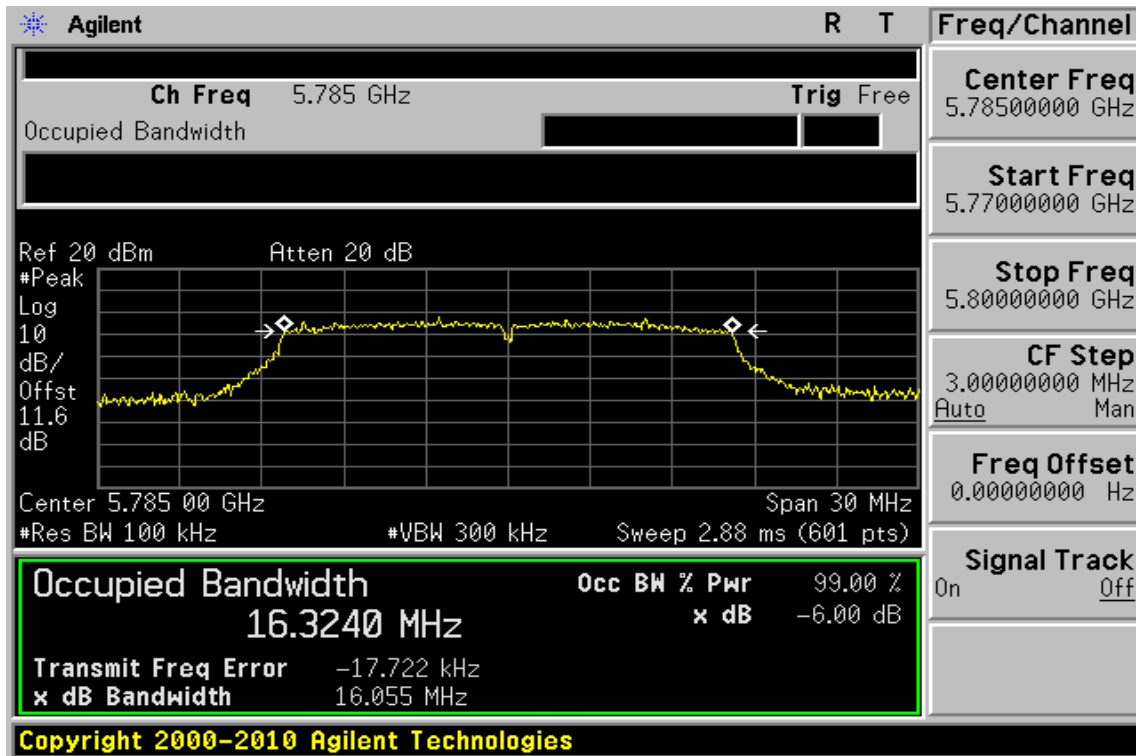 Agilent R T Freq/Channel
Ch Freq 5.785 GHz Trig Free
Occupied Bandwidth
Center Freq
5.78500000 GHz
Start Freq
5.77000000 GHz
Stop Freq
5.80000000 GHz
CF Step
3.00000000 MHz
Auto Man
Freq Offset
0.00000000 Hz
Signal Track
On Off
Ref 20 dBm Atten 20 dB
#Peak
Log
10
dB/
Offst
11.6
dB
Center 5.785 00 GHz Span 30 MHz
#Res BW 100 kHz #VBW 300 kHz Sweep 2.88 ms (601 pts)
Occupied Bandwidth Occ BW % Pwr 99.00 %
16.3240 MHz x dB -6.00 dB
Transmit Freq Error -17.722 kHz
x dB Bandwidth 16.055 MHz
Copyright 2000-2010 Agilent Technologies